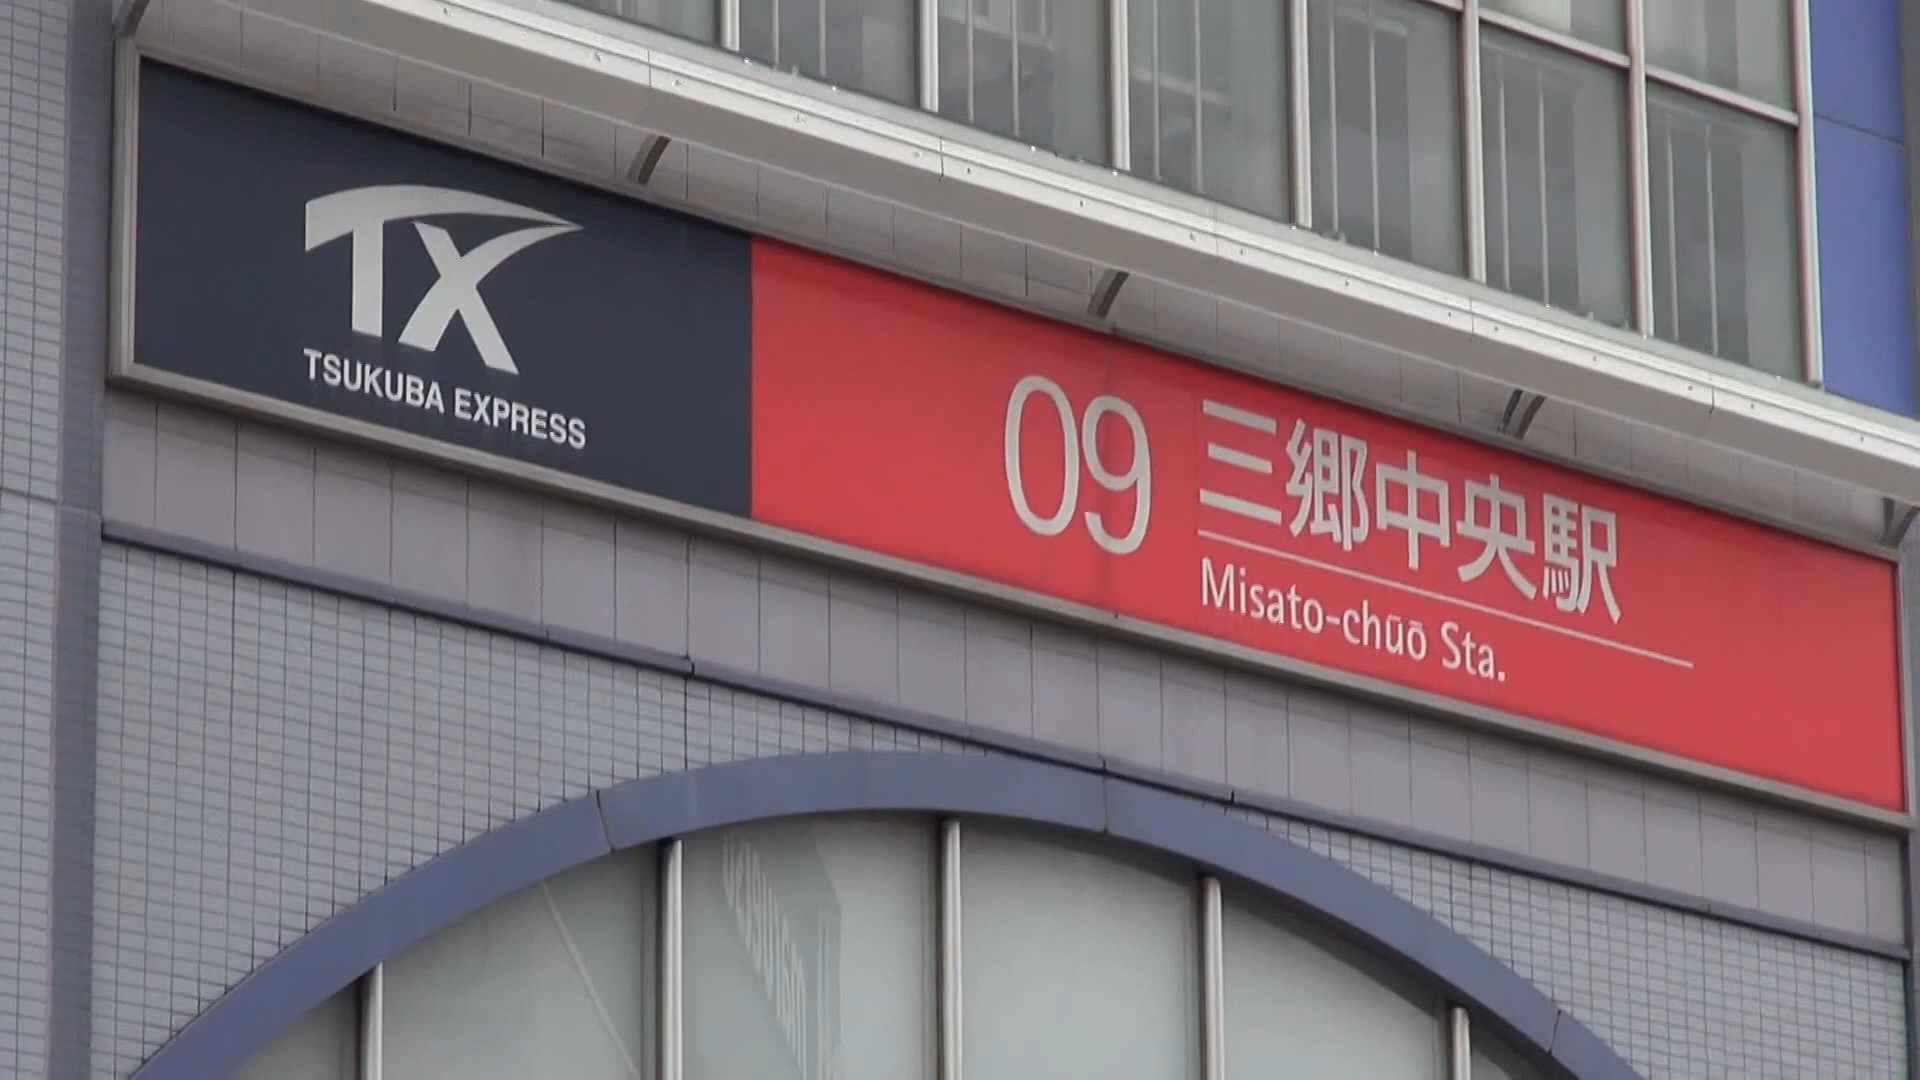 TX
TSUKUBA EXPRESS
09 三郷中央駅
Misato-chūō Sta.